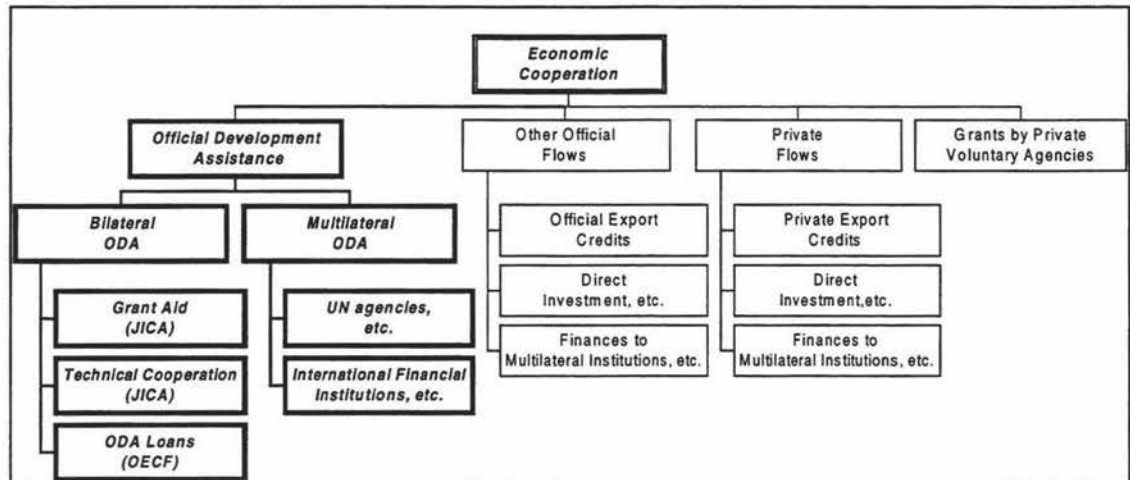 Economic
Cooperation
Official Development
Assistance
Other Official
Flows
Private
Flows
Grants by Private
Voluntary Agencies
Bilateral
ODA
Multilateral
ODA
Official Export
Credits
Private Export
Credits
Grant Aid
(JICA)
UN agencies,
etc.
Direct
Investment, etc.
Direct
Investment,etc.
Technical Cooperation
(JICA)
International Financial
Institutions, etc.
Finances to
Multilateral Institutions, etc.
Finances to
Multilateral Institutions, etc.
ODA Loans
(OECF)